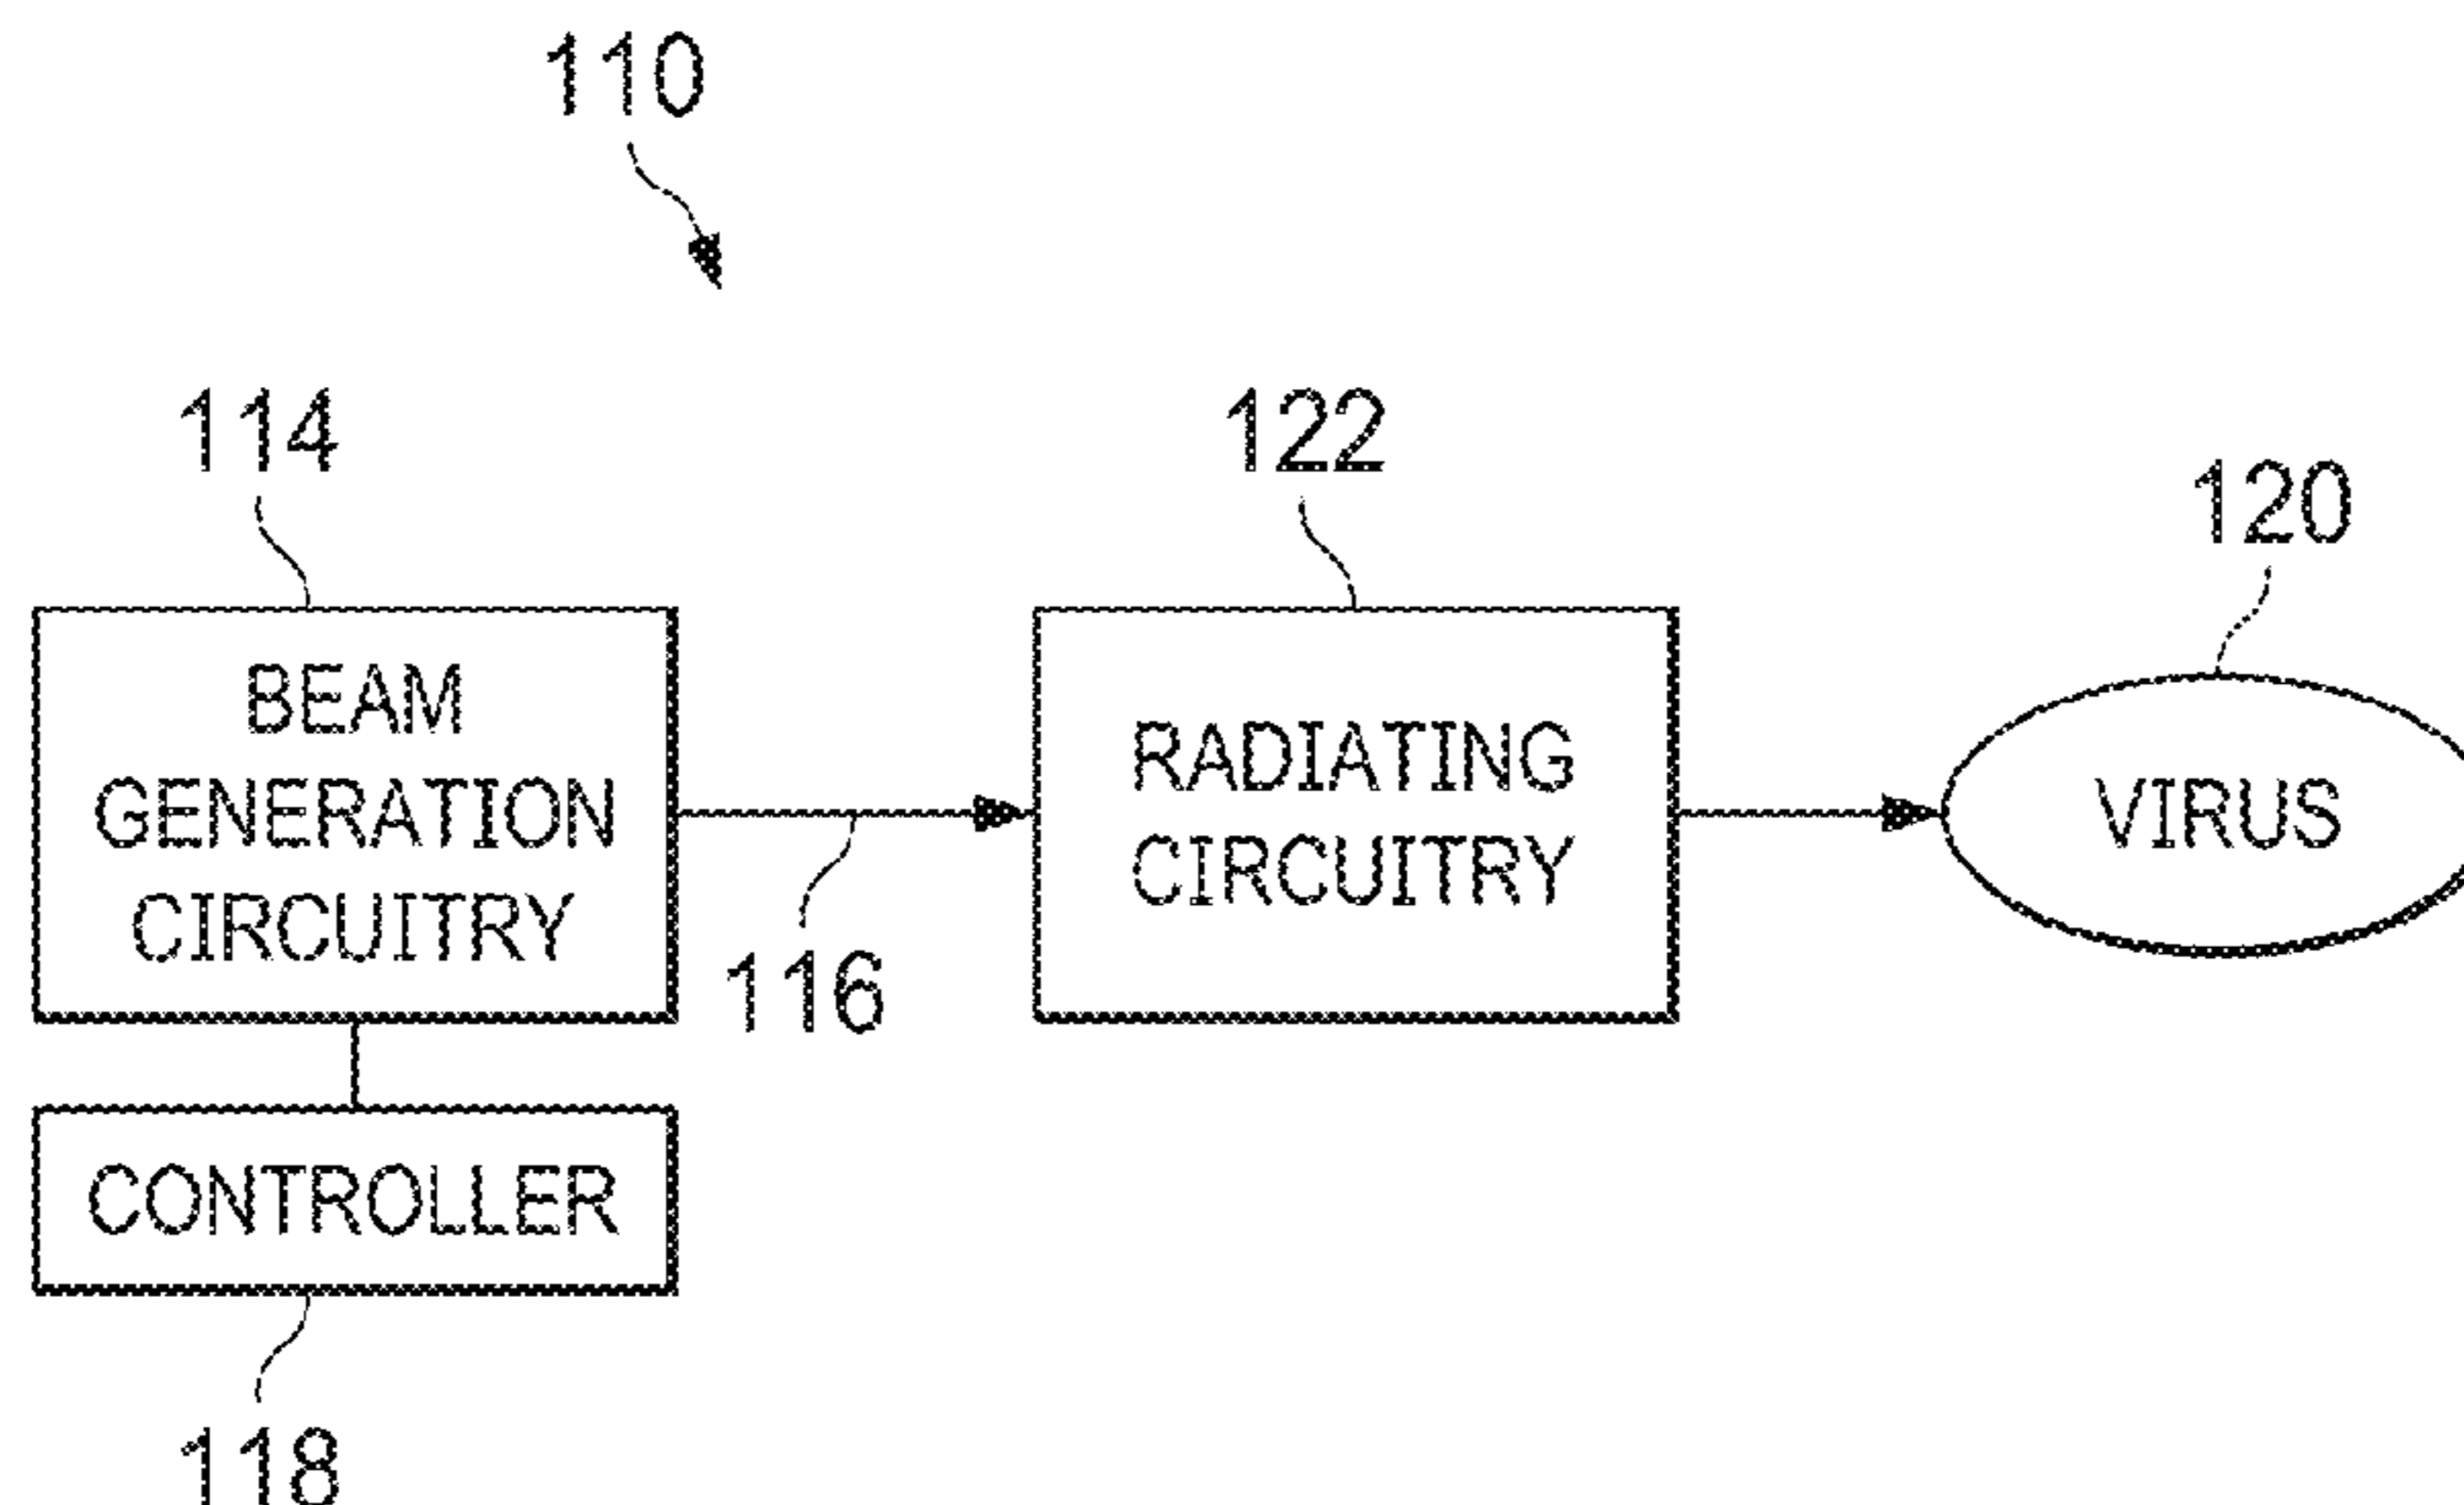 110
114
122
120
BEAM
GENERATION
CIRCUITRY
RADIATING
CIRCUITRY
VIRUS
116
CONTROLLER
118